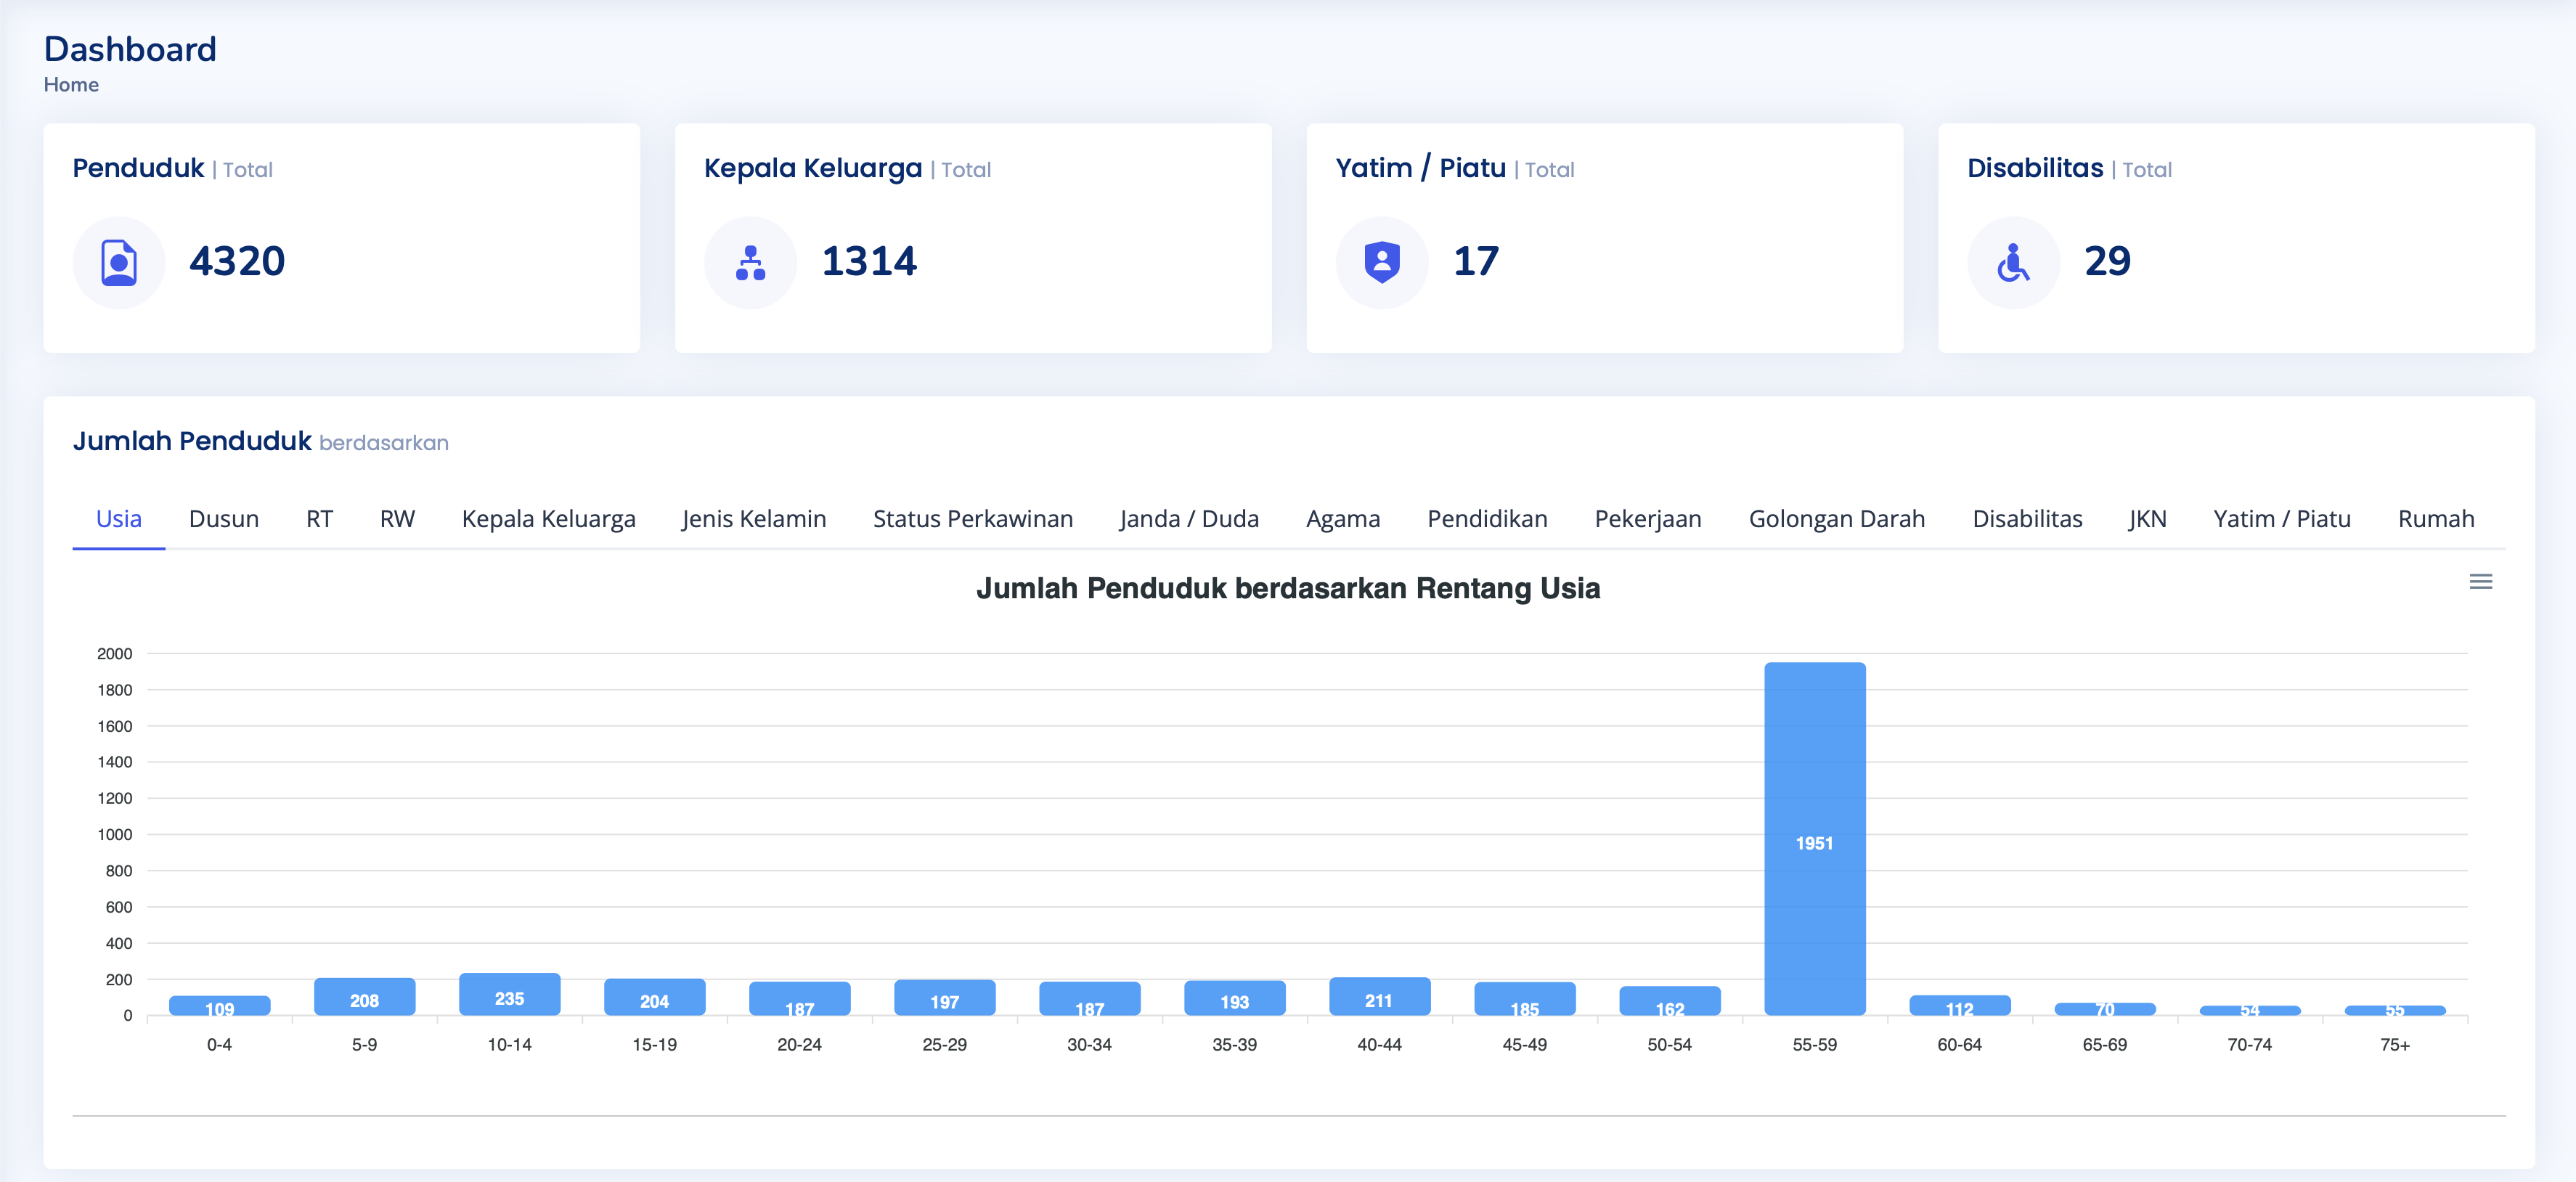 Dashboard
Home
Penduduk | Total
4320
Kepala Keluarga | Total
1314
Yatim / Piatu | Total
17
Disabilitas | Total
29
Jumlah Penduduk berdasarkan
Usia Dusun RT RW Kepala Keluarga Jenis Kelamin Status Perkawinan Janda / Duda Agama Pendidikan Pekerjaan Golongan Darah Disabilitas JKN Yatim / Piatu Rumah
Jumlah Penduduk berdasarkan Rentang Usia
2000
1800
1600
1400
1200
1000
800
600
400
200
0
109 208 235 204 187 197 187 193 211 185 162 1951 112 70 54 55
0-4 5-9 10-14 15-19 20-24 25-29 30-34 35-39 40-44 45-49 50-54 55-59 60-64 65-69 70-74 75+